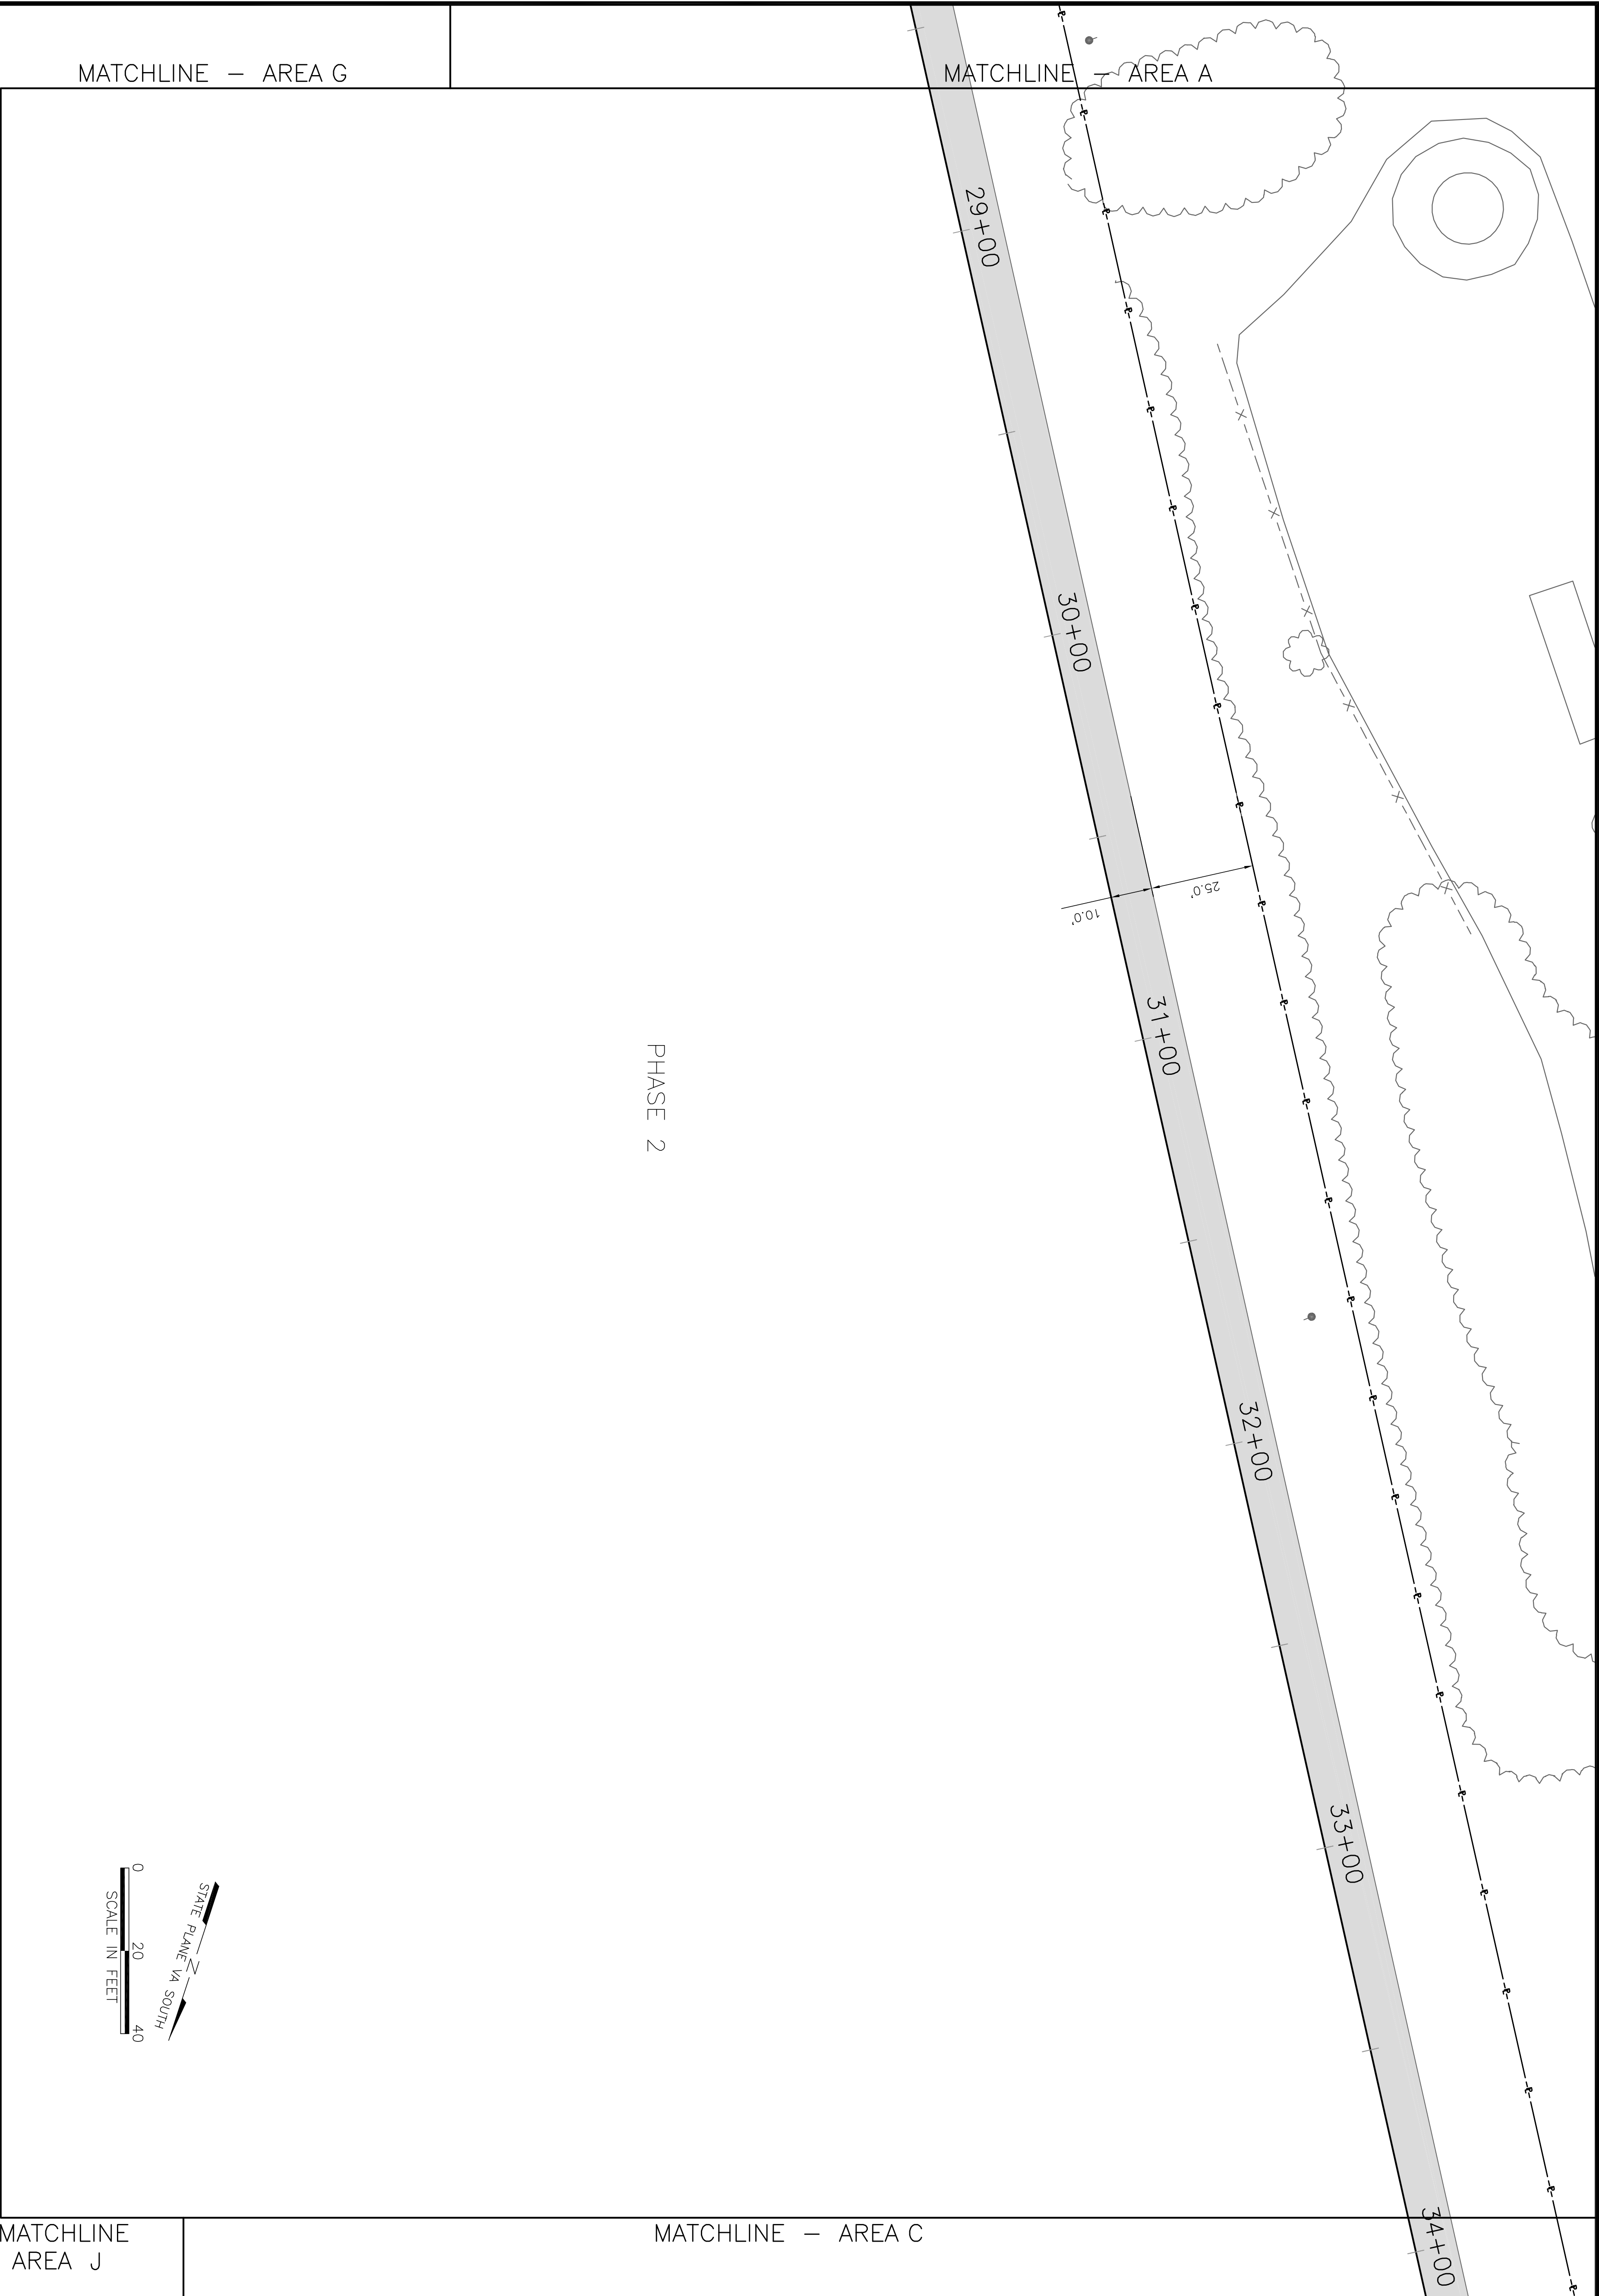 MATCHLINE – AREA G
MATCHLINE – AREA A
29+00
30+00
25.0'
10.0'
31+00
PHASE 2
32+00
33+00
0
20
40
SCALE IN FEET
N
STATE PLANE VA SOUTH
34+00
MATCHLINE
AREA J
MATCHLINE – AREA C